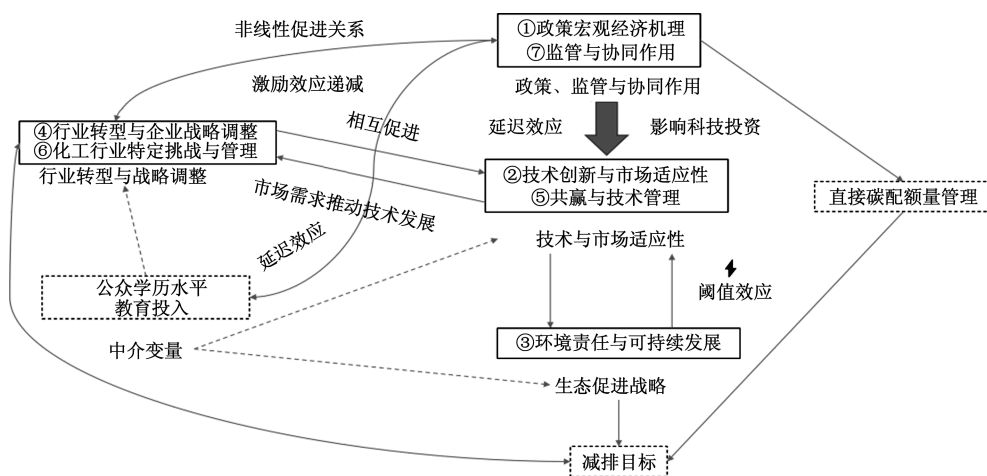 非线性促进关系
①政策宏观经济机理
⑦监管与协同作用
激励效应递减
政策、监管与协同作用
相互促进
延迟效应
影响科技投资
④行业转型与企业战略调整
⑥化工行业特定挑战与管理
行业转型与战略调整
②技术创新与市场适应性
⑤共赢与技术管理
直接碳配额量管理
市场需求推动技术发展
延迟效应
技术与市场适应性
阈值效应
公众学历水平
教育投入
中介变量
③环境责任与可持续发展
生态促进战略
减排目标